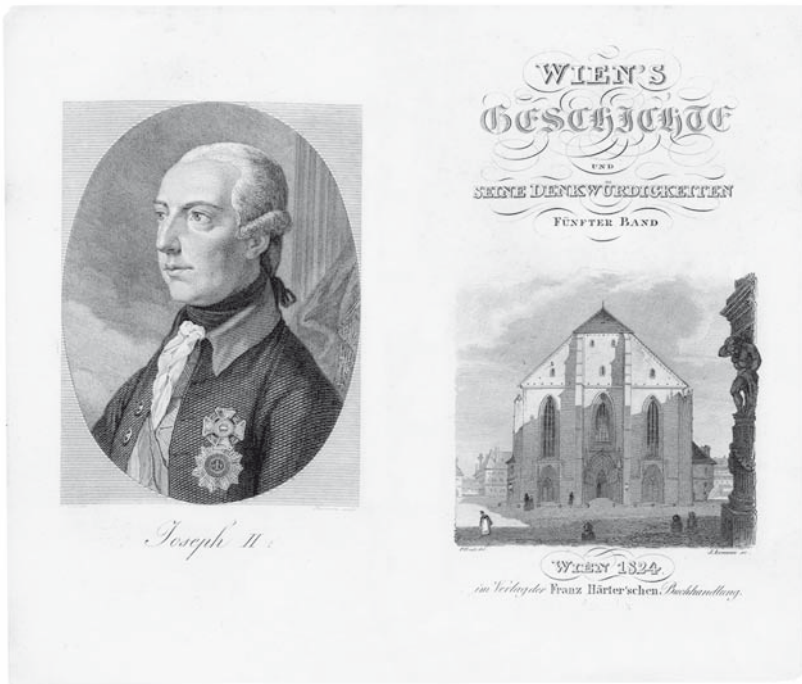 Joseph II.
WIEN'S
GESCHICHTE
UND
SEINE DENKWÜRDIGKEITEN
FÜNFTER BAND
WIEN 1824.
im Verlag der Franz Härter'schen Buchhandlung.